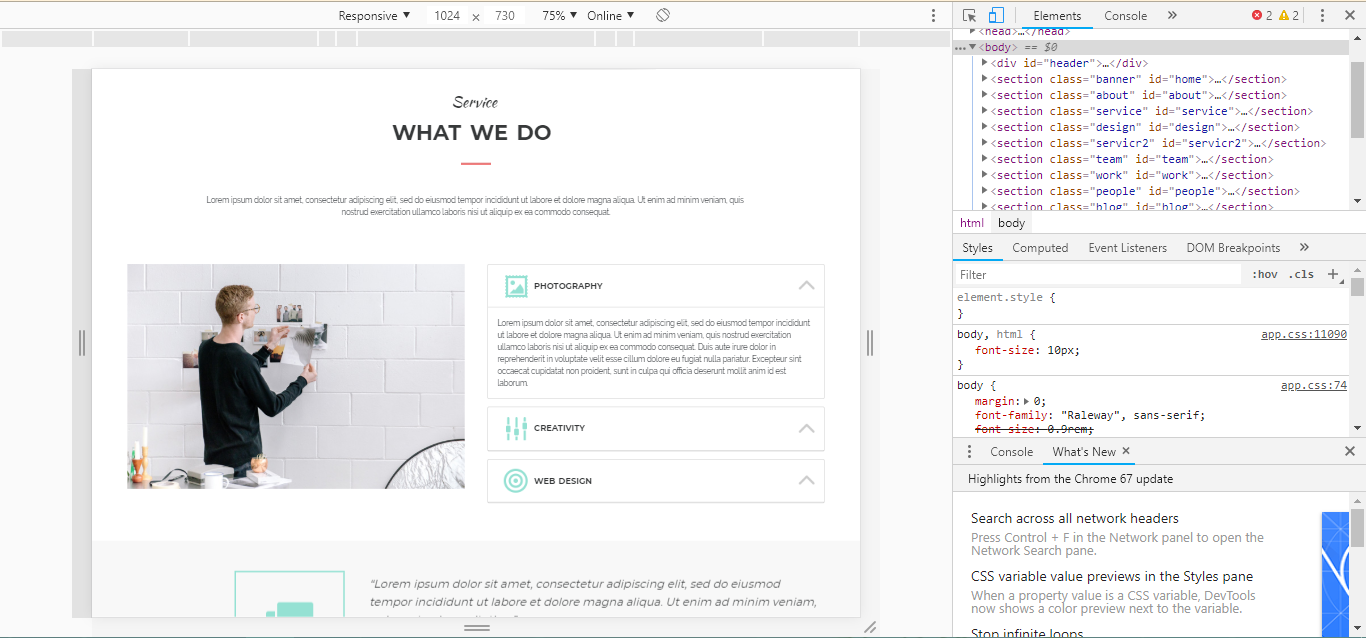 Responsive ▼ 1024 × 730 75% ▼ Online ▼
Service
WHAT WE DO
Lorem ipsum dolor sit amet, consectetur adipiscing elit, sed do eiusmod tempor incididunt ut labore et dolore magna aliqua. Ut enim ad minim veniam, quis
nostrud exercitation ullamco laboris nisi ut aliquip ex ea commodo consequat.
PHOTOGRAPHY
Lorem ipsum dolor sit amet, consectetur adipiscing elit, sed do eiusmod tempor incididunt
ut labore et dolore magna aliqua. Ut enim ad minim veniam, quis nostrud exercitation
ullamco laboris nisi ut aliquip ex ea commodo consequat. Duis aute irure dolor in
reprehenderit in voluptate velit esse cillum dolore eu fugiat nulla pariatur. Excepteur sint
occaecat cupidatat non proident, sunt in culpa qui officia deserunt mollit anim id est
laborum.
CREATIVITY
WEB DESIGN
"Lorem ipsum dolor sit amet, consectetur adipiscing elit, sed do eiusmod
tempor incididunt ut labore et dolore magna aliqua. Ut enim ad minim veniam,
Elements Console » 2 2
<head>…</head>
… ▼<body> == $0
▶<div id="header">…</div>
▶<section class="banner" id="home">…</section>
▶<section class="about" id="about">…</section>
▶<section class="service" id="service">…</section>
▶<section class="design" id="design">…</section>
▶<section class="servicr2" id="servicr2">…</section>
▶<section class="team" id="team">…</section>
▶<section class="work" id="work">…</section>
▶<section class="people" id="people">…</section>
▶<section class="blog" id="blog">…</section>
html body
Styles Computed Event Listeners DOM Breakpoints »
Filter :hov .cls +
element.style {
}
body, html { app.css:11090
font-size: 10px;
}
body { app.css:74
margin:▶ 0;
font-family: "Raleway", sans-serif;
font-size: 0.9rem;
Console What's New ×
Highlights from the Chrome 67 update
Search across all network headers
Press Control + F in the Network panel to open the
Network Search pane.
CSS variable value previews in the Styles pane
When a property value is a CSS variable, DevTools
now shows a color preview next to the variable.
Stop infinite loops